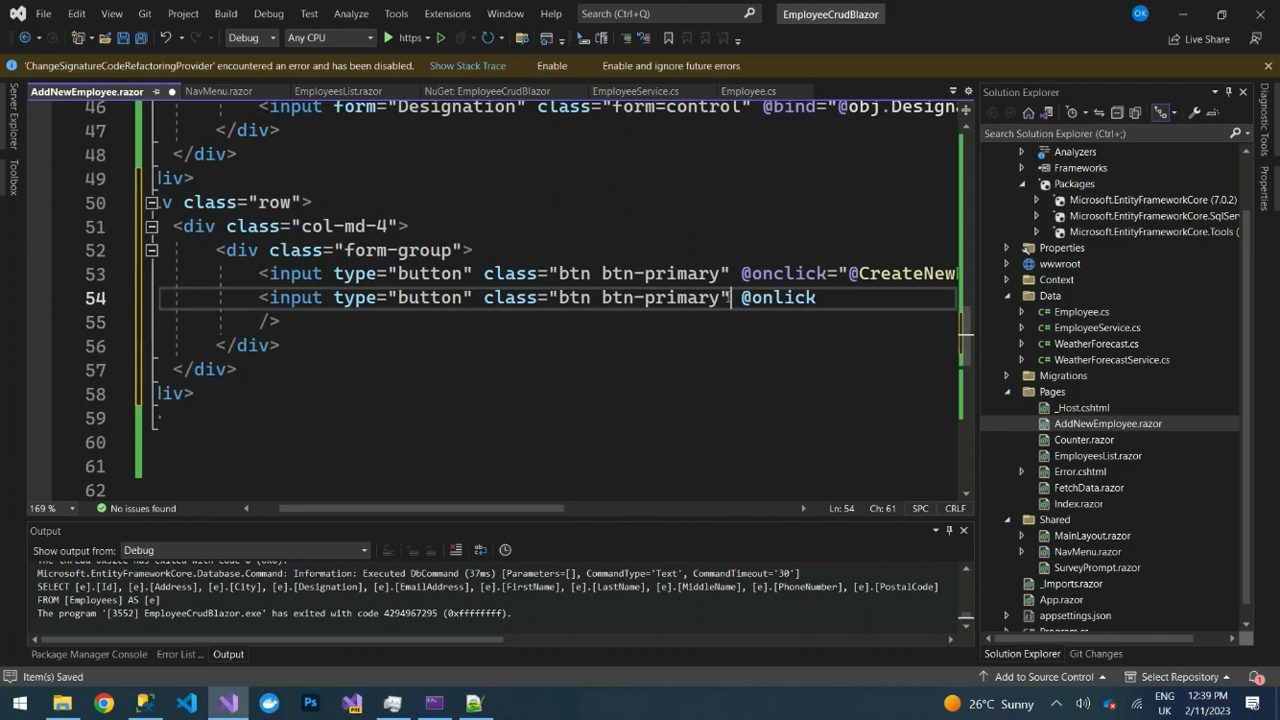 File Edit View Git Project Build Debug Test Analyze Tools Extensions Window Help Search (Ctrl+Q) EmployeeCrudBlazor OK
Debug Any CPU https Live Share
'ChangeSignatureCodeRefactoringProvider' encountered an error and has been disabled. Show Stack Trace Enable Enable and ignore future errors
Server Explorer
Toolbox
AddNewEmployee.razor NavMenu.razor EmployeesList.razor NuGet: EmployeeCrudBlazor EmployeeService.cs Employee.cs
46 <input form="Designation" class="form=control" @bind="@obj.Design
47 </div>
48 </div>
49 liv>
50 v class="row">
51 <div class="col-md-4">
52 <div class="form-group">
53 <input type="button" class="btn btn-primary" @onclick="@CreateNew
54 <input type="button" class="btn btn-primary" @onlick
55 />
56 </div>
57 </div>
58 liv>
59
60
61
62
169 % No issues found Ln: 54 Ch: 61 SPC CRLF
Output
Show output from: Debug
Microsoft.EntityFrameworkCore.Database.Command: Information: Executed DbCommand (37ms) [Parameters=[], CommandType='Text', CommandTimeout='30']
SELECT [e].[Id], [e].[Address], [e].[City], [e].[Designation], [e].[EmailAddress], [e].[FirstName], [e].[LastName], [e].[MiddleName], [e].[PhoneNumber], [e].[PostalCode]
FROM [Employees] AS [e]
The program '[3552] EmployeeCrudBlazor.exe' has exited with code 4294967295 (0xffffffff).
Package Manager Console Error List ... Output
Solution Explorer
Search Solution Explorer (Ctrl+;)
Analyzers
Frameworks
Packages
Microsoft.EntityFrameworkCore (7.0.2)
Microsoft.EntityFrameworkCore.SqlServ
Microsoft.EntityFrameworkCore.Tools (
Properties
wwwroot
Context
Data
Employee.cs
EmployeeService.cs
WeatherForecast.cs
WeatherForecastService.cs
Migrations
Pages
_Host.cshtml
AddNewEmployee.razor
Counter.razor
EmployeesList.razor
Error.cshtml
FetchData.razor
Index.razor
Shared
MainLayout.razor
NavMenu.razor
SurveyPrompt.razor
_Imports.razor
App.razor
appsettings.json
Solution Explorer Git Changes
Diagnostic Tools
Properties
Item(s) Saved Add to Source Control Select Repository 1
Ps 26°C Sunny ENG UK 12:39 PM 2/11/2023